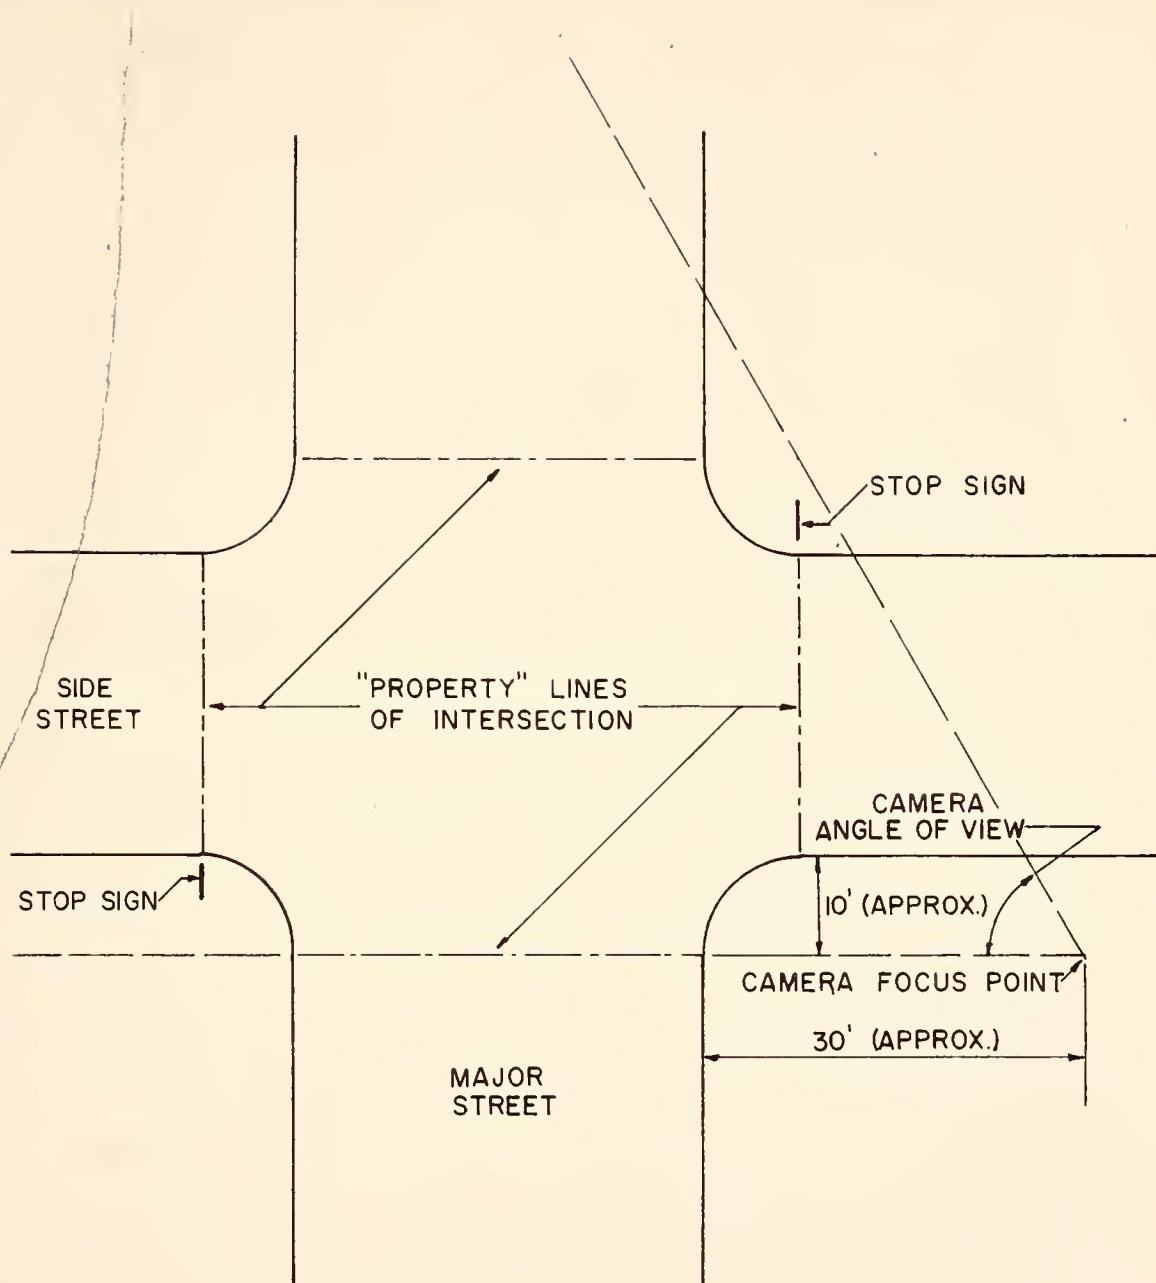 STOP SIGN
SIDE
STREET
"PROPERTY" LINES
OF INTERSECTION
CAMERA
ANGLE OF VIEW
STOP SIGN
10' (APPROX.)
CAMERA FOCUS POINT
30' (APPROX.)
MAJOR
STREET